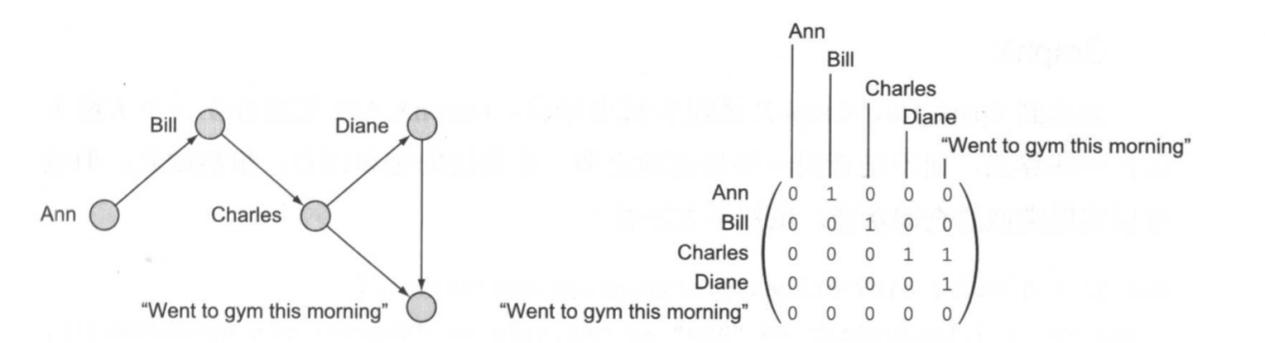 Bill
Diane
Ann
Charles
“Went to gym this morning”
Ann
Bill
Charles
Diane
“Went to gym this morning”
Ann 0 1 0 0 0
Bill 0 0 1 0 0
Charles 0 0 0 1 1
Diane 0 0 0 0 1
“Went to gym this morning” 0 0 0 0 0